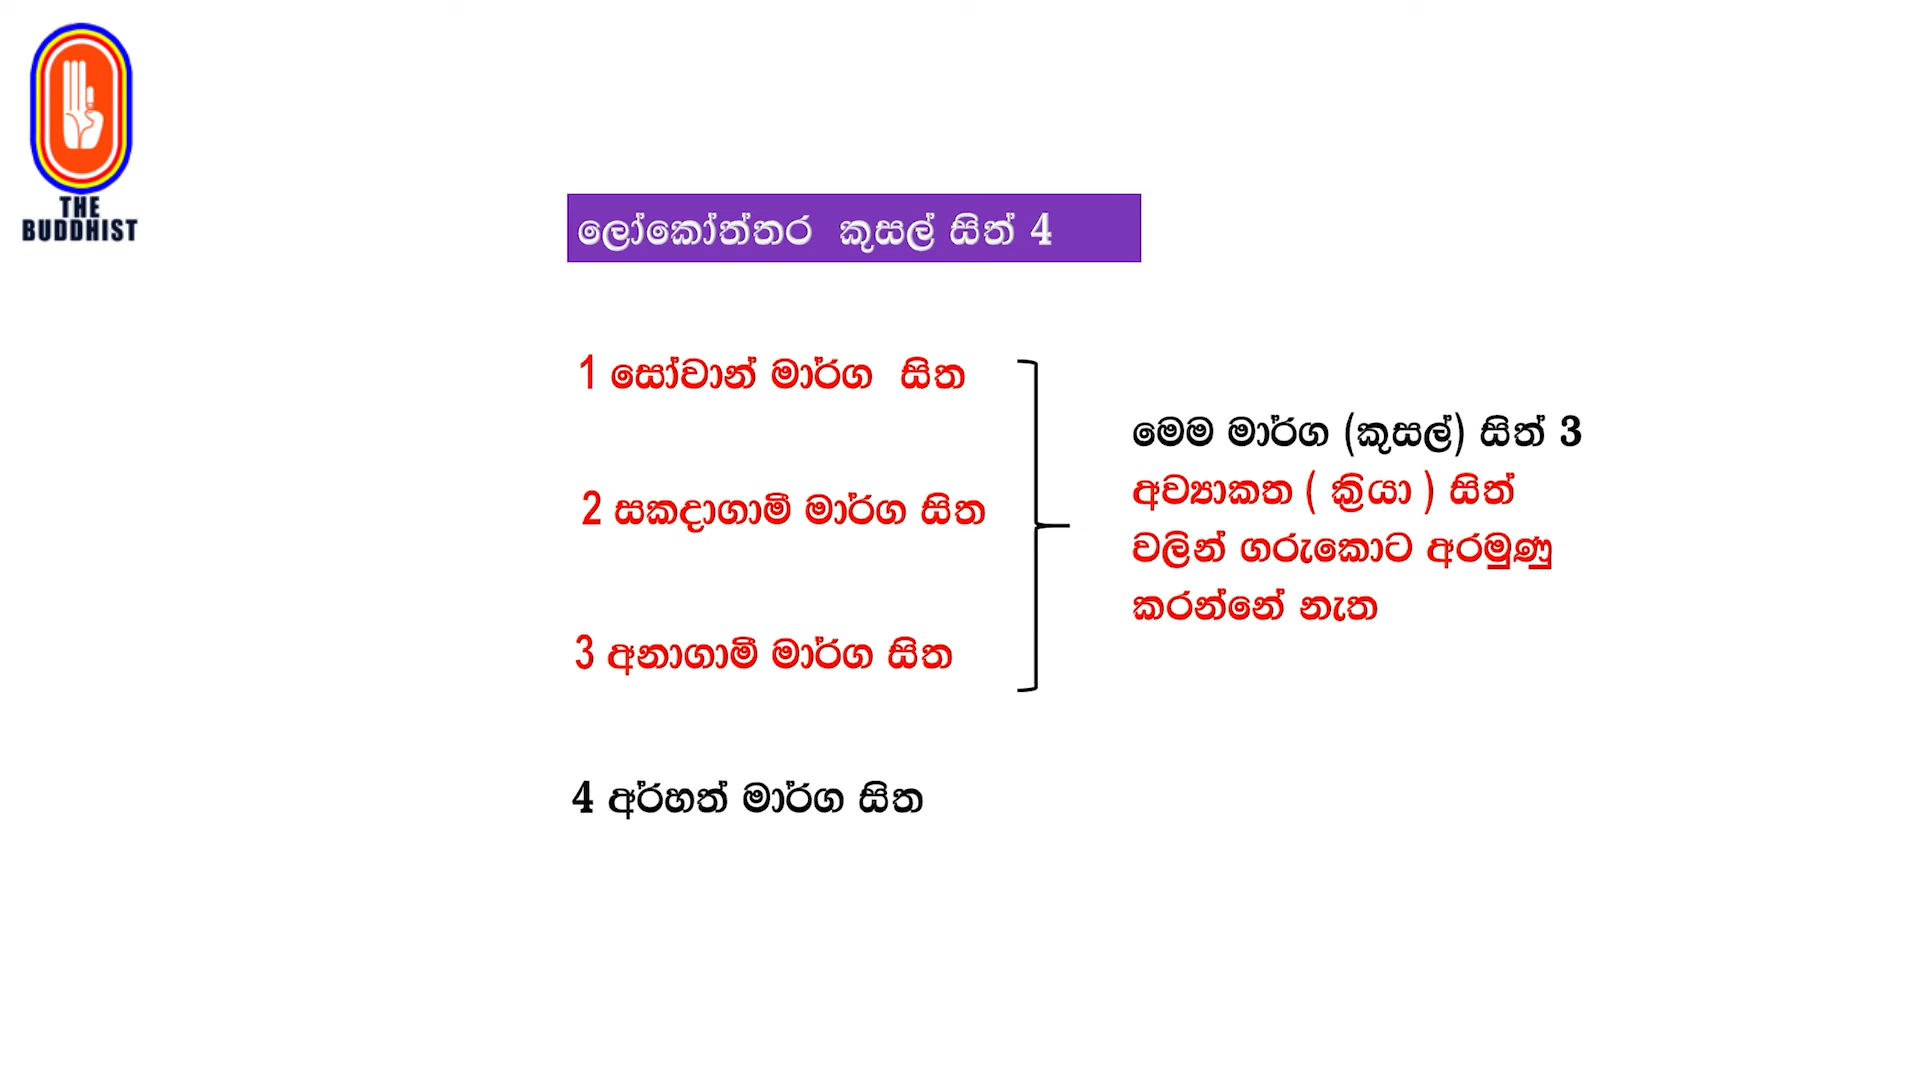 THE
BUDDHIST
ලෝකෝත්තර කුසල් සිත් 4
1 සෝවාන් මාර්ග සිත
2 සකදාගාමී මාර්ග සිත
3 අනාගාමී මාර්ග සිත
4 අර්හත් මාර්ග සිත
මෙම මාර්ග (කුසල්) සිත් 3
අව්‍යාකත ( ක්‍රියා ) සිත්
වලින් ගරුකොට අරමුණු
කරන්නේ නැත